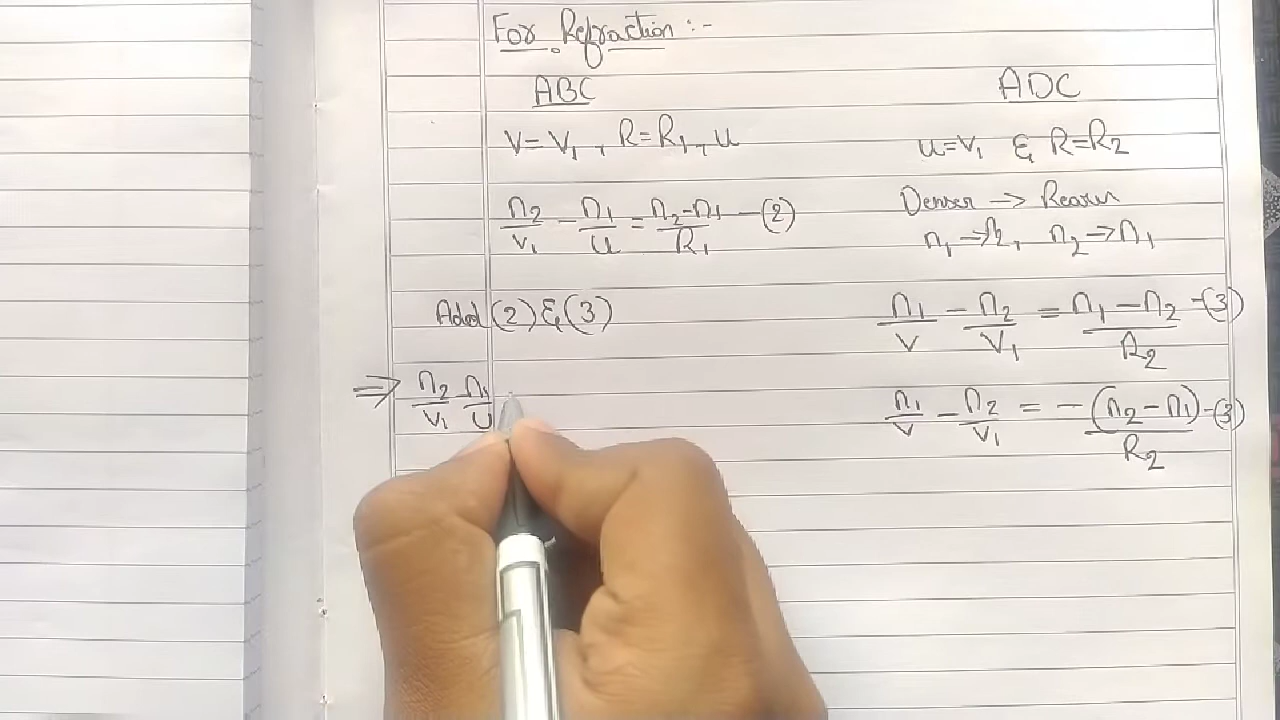 For Refraction :-
ABC
V = V₁ , R = R₁ , u
n₂/v₁ - n₁/u = n₂-n₁/R₁ -(2)
Add (2) & (3)
⇒ n₂/v₁ - n₁/u
ADC
u=v₁ & R=R₂
Denser →
n₁ → n₂ , n₂ → n₁
n₁/v - n₂/v₁ = n₁ - n₂/R₂ -(3)
n₁/v - n₂/v₁ = - (n₂ - n₁)/R₂ -(3)